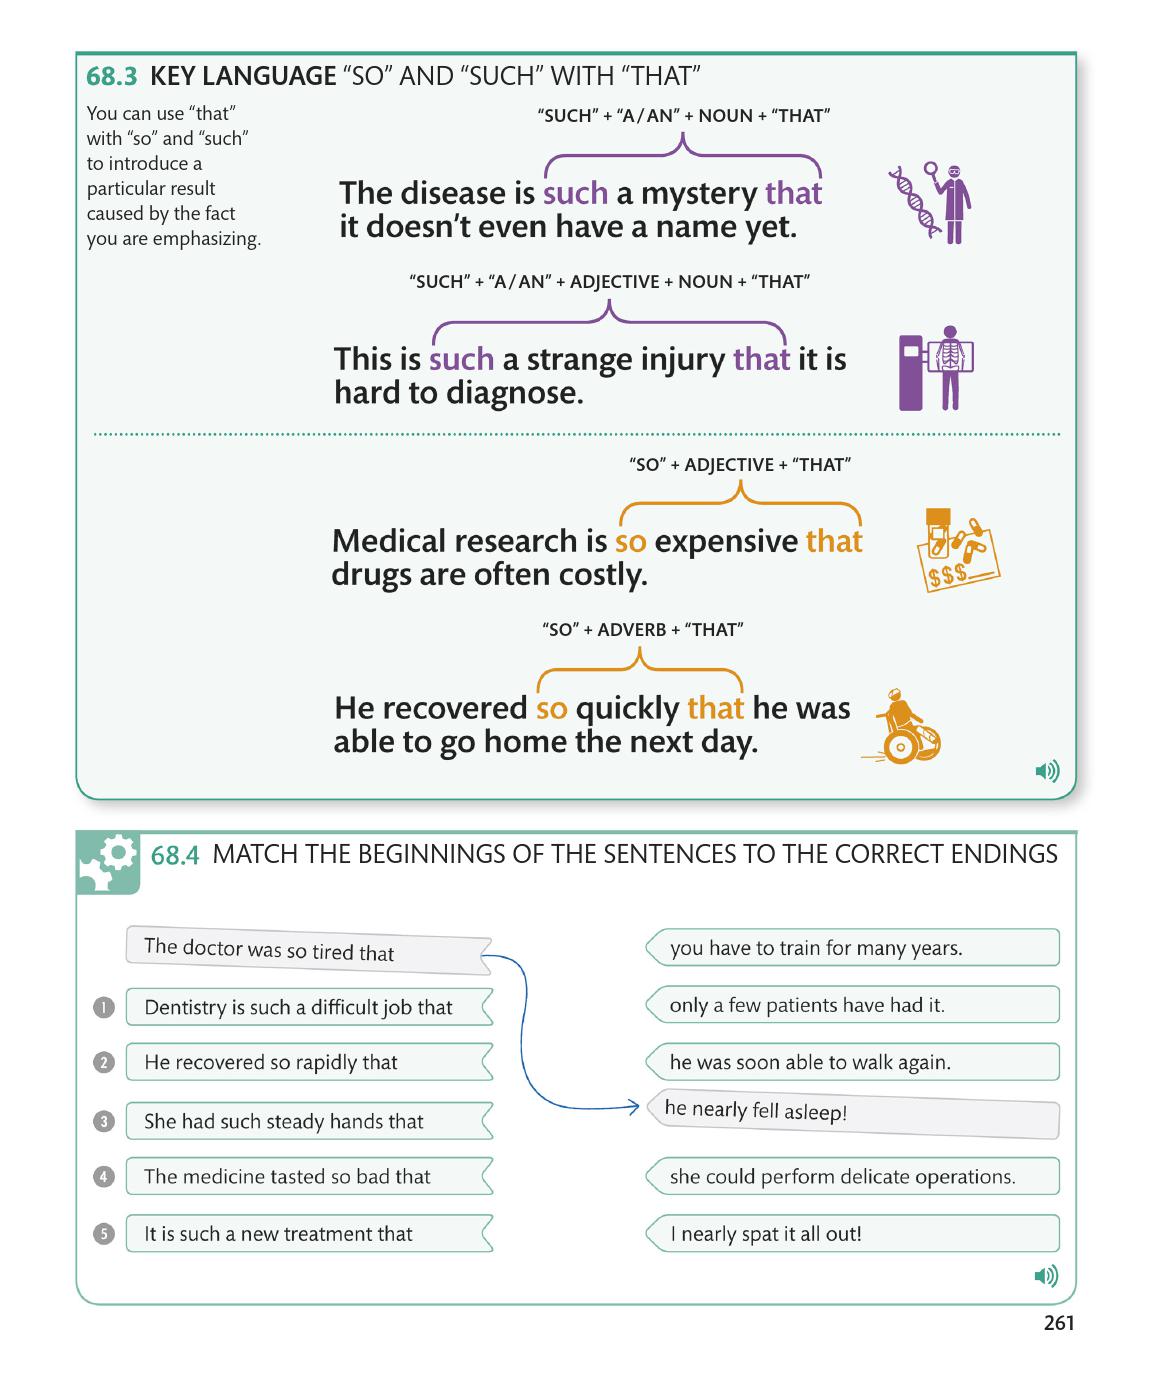 68.3 KEY LANGUAGE “SO” AND “SUCH” WITH “THAT”
You can use “that”
with “so” and “such”
to introduce a
particular result
caused by the fact
you are emphasizing.
“SUCH” + “A / AN” + NOUN + “THAT”
The disease is such a mystery that
it doesn’t even have a name yet.
“SUCH” + “A / AN” + ADJECTIVE + NOUN + “THAT”
This is such a strange injury that it is
hard to diagnose.
“SO” + ADJECTIVE + “THAT”
Medical research is so expensive that
drugs are often costly.
$$$
“SO” + ADVERB + “THAT”
He recovered so quickly that he was
able to go home the next day.
68.4 MATCH THE BEGINNINGS OF THE SENTENCES TO THE CORRECT ENDINGS
The doctor was so tired that
1 Dentistry is such a difficult job that
2 He recovered so rapidly that
3 She had such steady hands that
4 The medicine tasted so bad that
5 It is such a new treatment that
you have to train for many years.
only a few patients have had it.
he was soon able to walk again.
he nearly fell asleep!
she could perform delicate operations.
I nearly spat it all out!
261